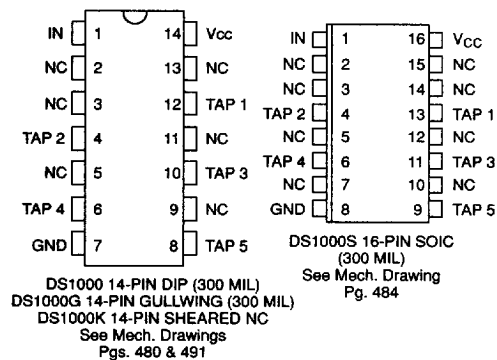 IN 1 14 Vcc
NC 2 13 NC
NC 3 12 TAP 1
TAP 2 4 11 NC
NC 5 10 TAP 3
TAP 4 6 9 NC
GND 7 8 TAP 5
DS1000 14-PIN DIP (300 MIL)
DS1000G 14-PIN GULLWING (300 MIL)
DS1000K 14-PIN SHEARED NC
See Mech. Drawings
Pgs. 480 & 491
IN 1 16 VCC
NC 2 15 NC
NC 3 14 NC
TAP 2 4 13 TAP 1
NC 5 12 NC
TAP 4 6 11 TAP 3
NC 7 10 NC
GND 8 9 TAP 5
DS1000S 16-PIN SOIC
(300 MIL)
See Mech. Drawing
Pg. 484